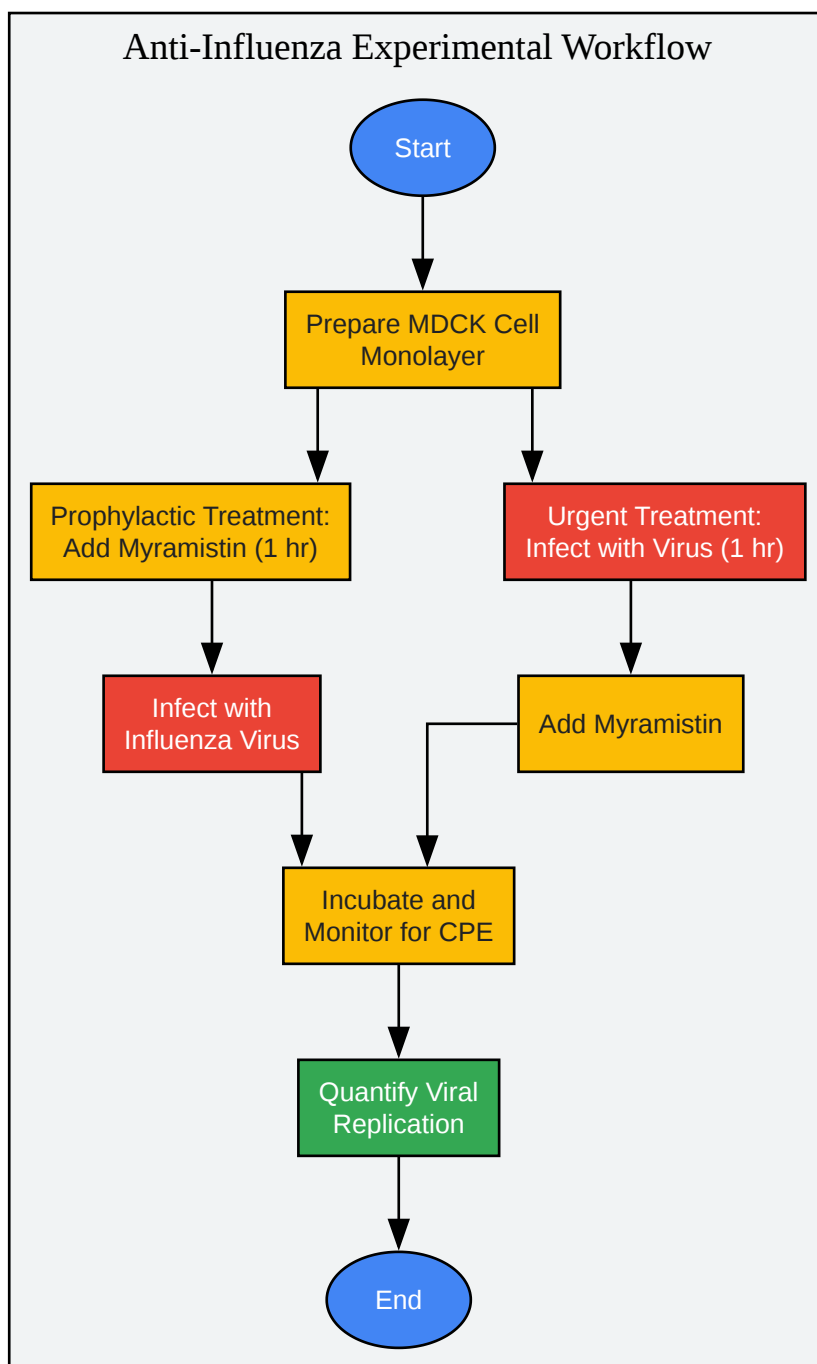 Anti-Influenza Experimental Workflow
Start
Prepare MDCK Cell
Monolayer
Prophylactic Treatment:
Add Myramistin (1 hr)
Urgent Treatment:
Infect with Virus (1 hr)
Infect with
Influenza Virus
Add Myramistin
Incubate and
Monitor for CPE
Quantify Viral
Replication
End